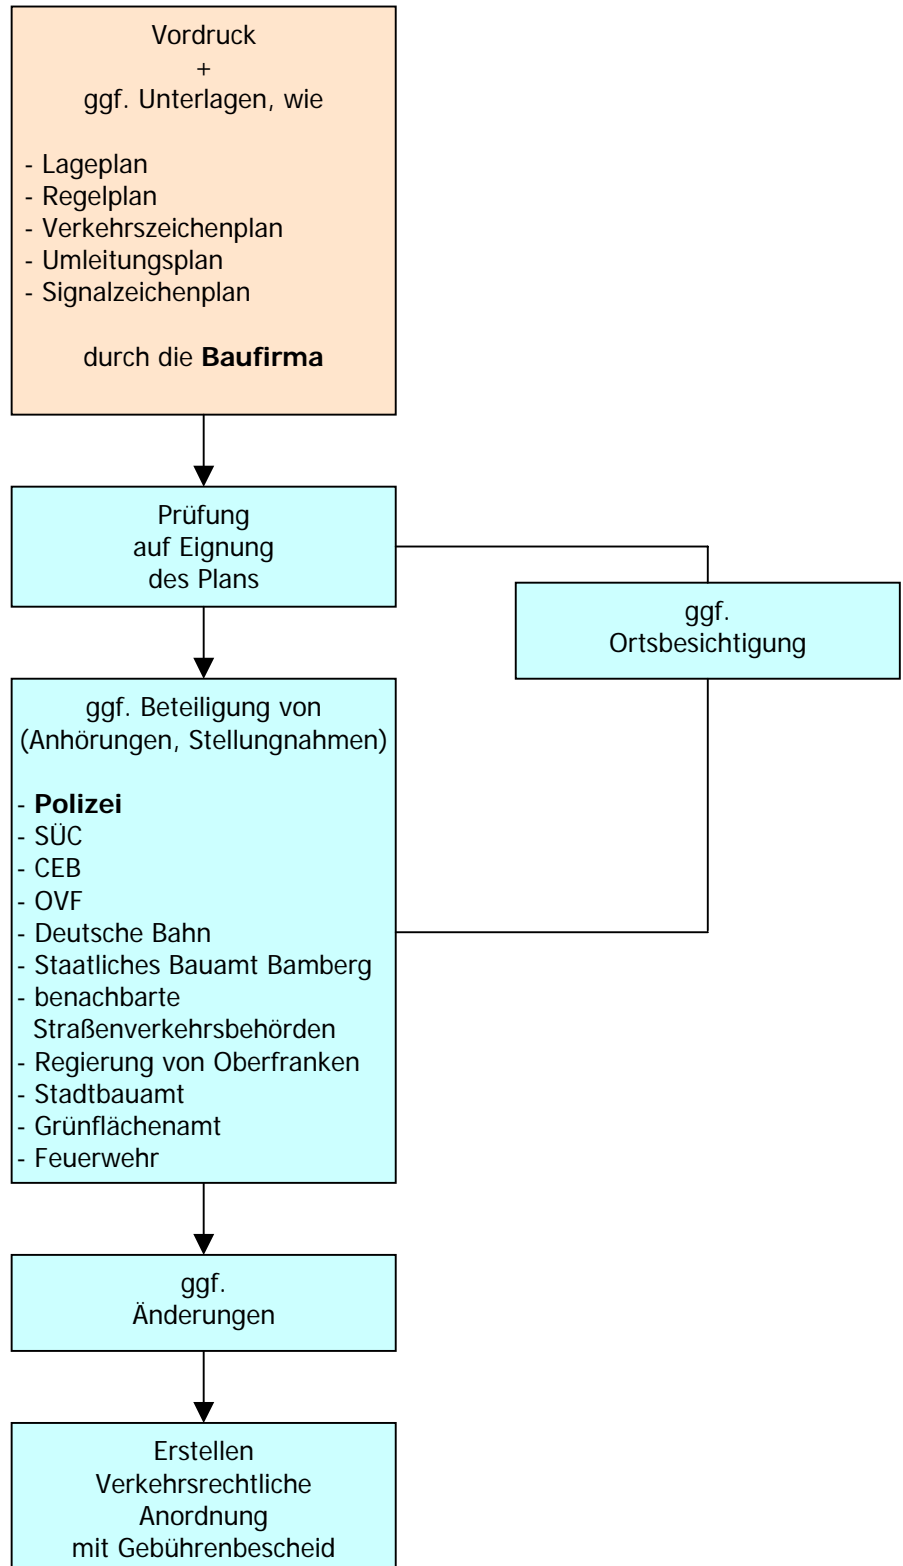 Vordruck
+
ggf. Unterlagen, wie
- Lageplan
- Regelplan
- Verkehrszeichenplan
- Umleitungsplan
- Signalzeichenplan
durch die Baufirma
Prüfung
auf Eignung
des Plans
ggf.
Ortsbesichtigung
ggf. Beteiligung von
(Anhörungen, Stellungnahmen)
- Polizei
- SÜC
- CEB
- OVF
- Deutsche Bahn
- Staatliches Bauamt Bamberg
- benachbarte
Straßenverkehrsbehörden
- Regierung von Oberfranken
- Stadtbauamt
- Grünflächenamt
- Feuerwehr
ggf.
Änderungen
Erstellen
Verkehrsrechtliche
Anordnung
mit Gebührenbescheid